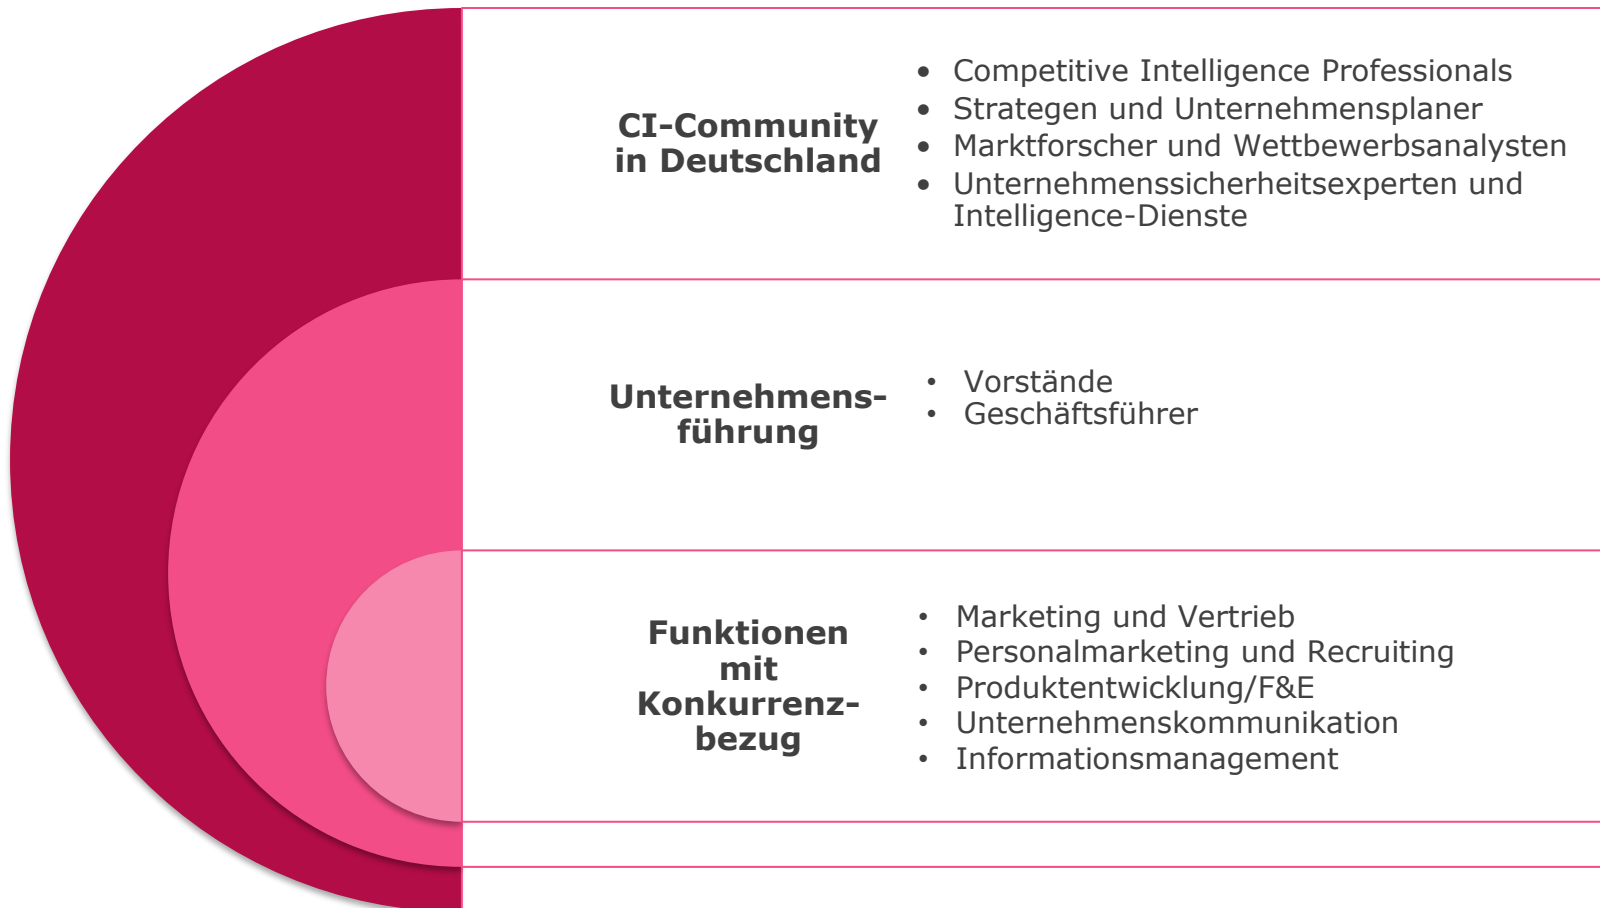 CI-Community
in Deutschland
• Competitive Intelligence Professionals
• Strategen und Unternehmensplaner
• Marktforscher und Wettbewerbsanalysten
• Unternehmenssicherheitsexperten und
Intelligence-Dienste
Unternehmens-
führung
• Vorstände
• Geschäftsführer
Funktionen
mit
Konkurrenz-
bezug
• Marketing und Vertrieb
• Personalmarketing und Recruiting
• Produktentwicklung/F&E
• Unternehmenskommunikation
• Informationsmanagement